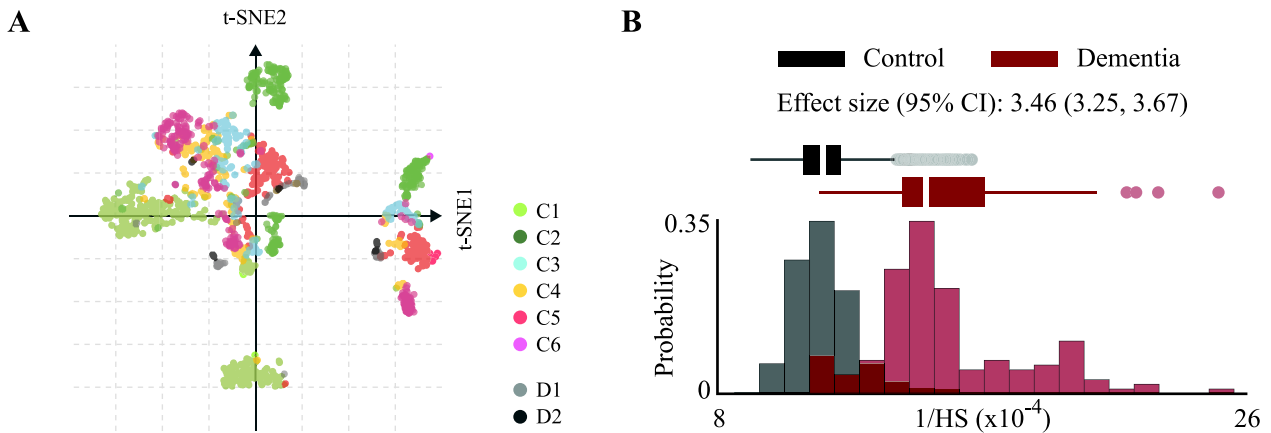 A
t-SNE2
t-SNE1
C1
C2
C3
C4
C5
C6
D1
D2
B
Control
Dementia
Effect size (95% CI): 3.46 (3.25, 3.67)
0.35
Probability
0
8
1/HS (x10-4)
26